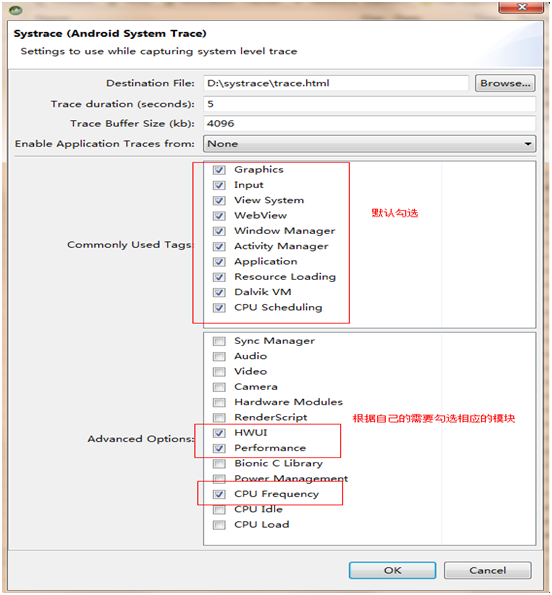 Systrace (Android System Trace)
Settings to use while capturing system level trace
Destination File: D:\systrace\trace.html Browse...
Trace duration (seconds): 5
Trace Buffer Size (kb): 4096
Enable Application Traces from: None
Commonly Used Tags:
Graphics
Input
View System
WebView
Window Manager
Activity Manager
Application
Resource Loading
Dalvik VM
CPU Scheduling
默认勾选
Advanced Options:
Sync Manager
Audio
Video
Camera
Hardware Modules
RenderScript
HWUI
Performance
Bionic C Library
Power Management
CPU Frequency
CPU Idle
CPU Load
根据自己的需要勾选相应的模块
OK Cancel